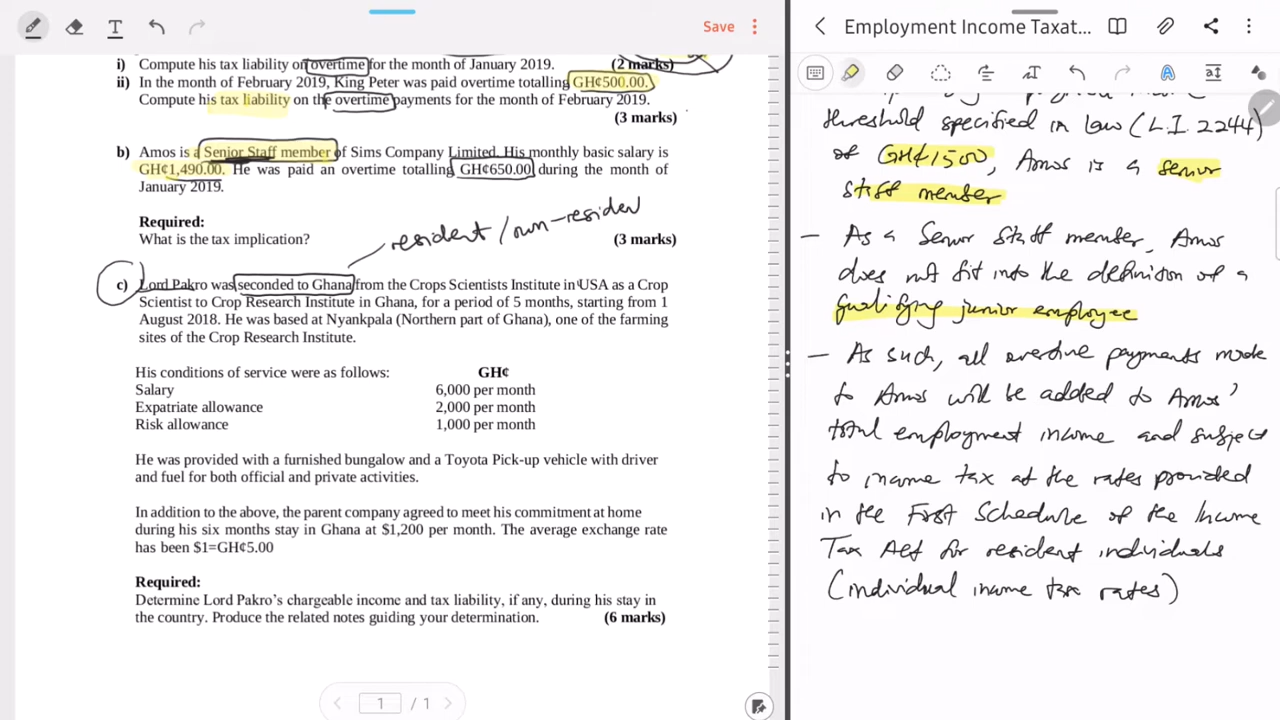 Save
i) Compute his tax liability on overtime for the month of January 2019. (2 marks)
ii) In the month of February 2019, King Peter was paid overtime totalling GH¢500.00.
Compute his tax liability on the overtime payments for the month of February 2019.
(3 marks)
b) Amos is a Senior Staff member of Sims Company Limited. His monthly basic salary is
GH¢1,490.00. He was paid an overtime totalling GH¢650.00 during the month of
January 2019.
Required:
What is the tax implication? (3 marks)
resident / non-resident
c) Lord Pakro was seconded to Ghana from the Crops Scientists Institute in USA as a Crop
Scientist to Crop Research Institute in Ghana, for a period of 5 months, starting from 1
August 2018. He was based at Nyankpala (Northern part of Ghana), one of the farming
sites of the Crop Research Institute.
His conditions of service were as follows: GH¢
Salary 6,000 per month
Expatriate allowance 2,000 per month
Risk allowance 1,000 per month
He was provided with a furnished bungalow and a Toyota Pick-up vehicle with driver
and fuel for both official and private activities.
In addition to the above, the parent company agreed to meet his commitment at home
during his six months stay in Ghana at $1,200 per month. The average exchange rate
has been $1=GH¢5.00
Required:
Determine Lord Pakro's chargeable income and tax liability, if any, during his stay in
the country. Produce the related notes guiding your determination. (6 marks)
1 / 1
Employment Income Taxat...
threshold specified in law (L.I. 2244)
of GH¢1500, Amos is a senior
staff member
- As a Senior Staff member, Amos
does not fit into the definition of a
qualifying junior employee
- As such, all overtime payments made
to Amos will be added to Amos'
total employment income and subject
to income tax at the rates provided
in the First Schedule of the Income
Tax Act for resident individuals
(individual income tax rates)